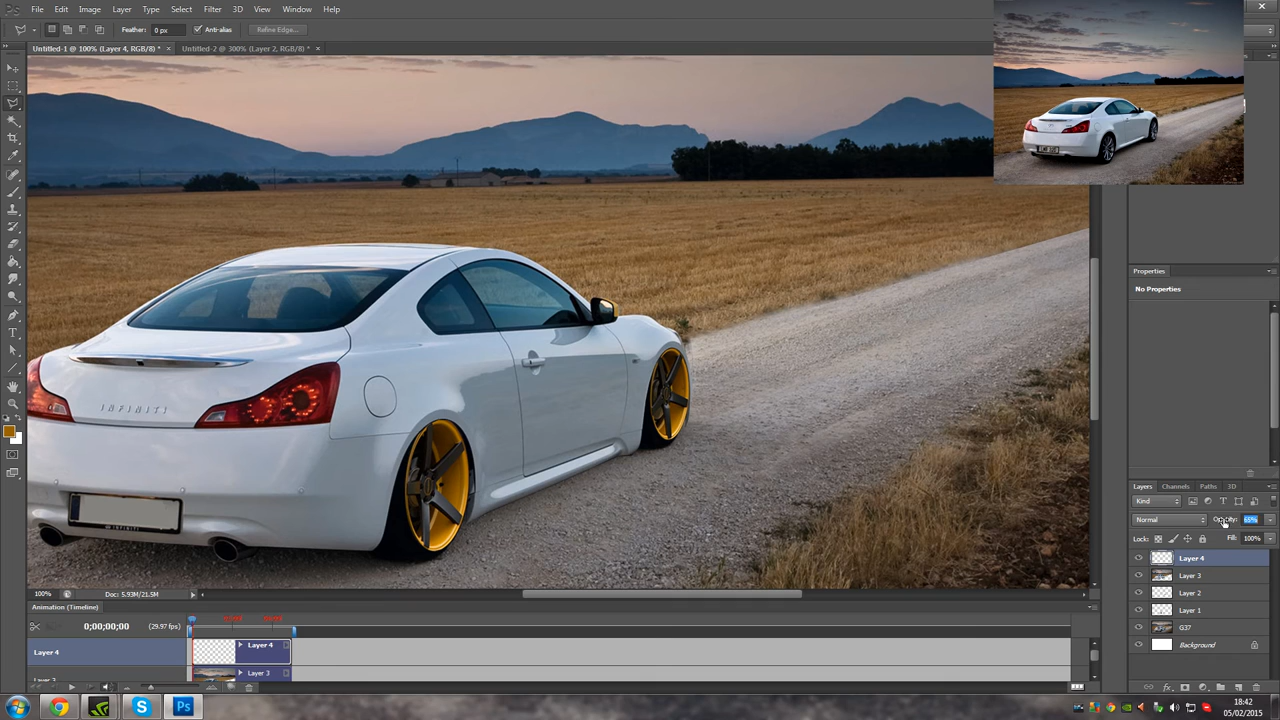 Ps File Edit Image Layer Type Select Filter 3D View Window Help
Feather: 0 px Anti-alias Refine Edge...
Untitled-1 @ 100% (Layer 4, RGB/8) * × Untitled-2 @ 300% (Layer 2, RGB/8) * ×
INFINITI
Properties
No Properties
Layers Channels Paths 3D
Kind
Normal Opacity: 65%
Lock: Fill: 100%
Layer 4
Layer 3
Layer 2
Layer 1
G37
Background
100% Doc: 5.93M/21.5M
Animation (Timeline)
0;00;00;00 (29.97 fps)
Layer 4 Layer 4
Layer 3
Ps
18:42
05/02/2015